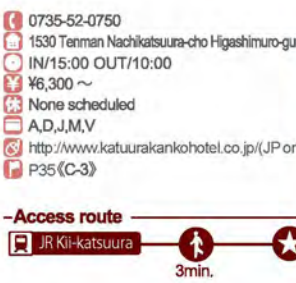 0735-52-0750
1530 Tenman Nachikatsuura-cho Higashimuro-gu
IN/15:00 OUT/10:00
¥ ¥6,300～
休 None scheduled
A,D,J,M,V
http://www.katuurakankohotel.co.jp/(JP or
P35《C-3》
-Access route
JR Kii-katsuura
3min.